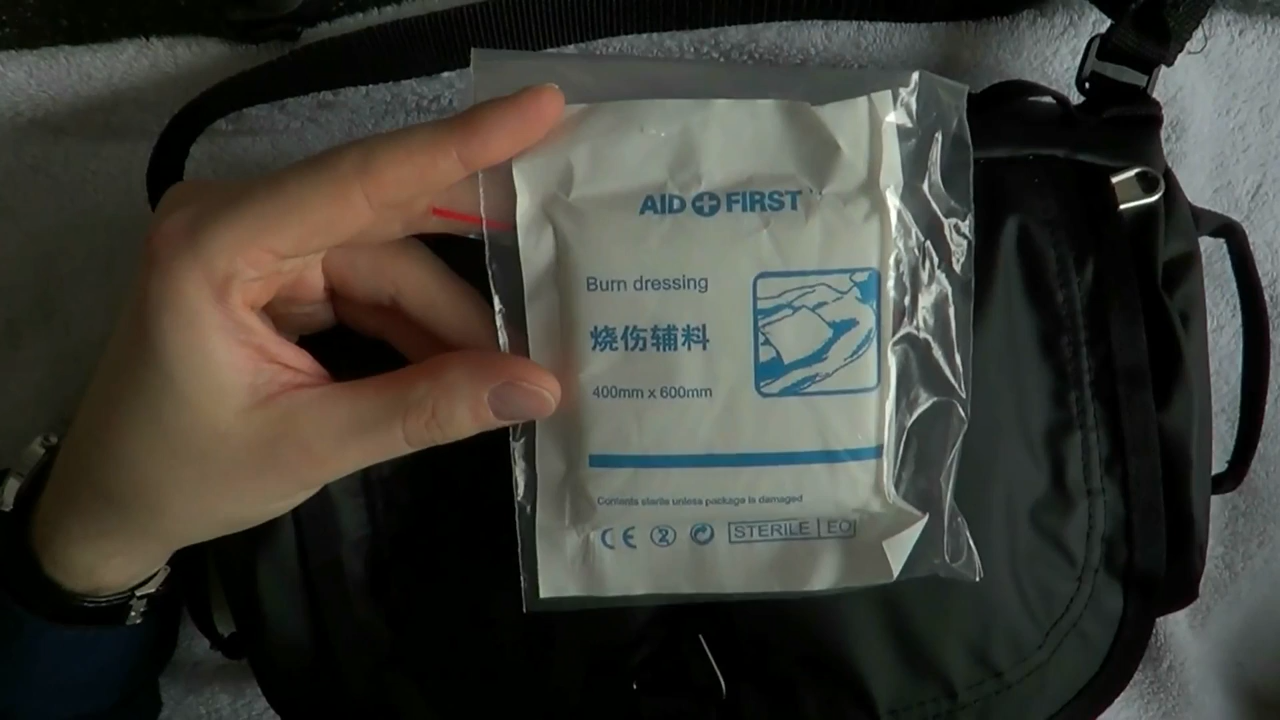 AID FIRST
Burn dressing
烧伤辅料
400mm x 600mm
Contents sterile unless package is damaged
CE 2 STERILE EO